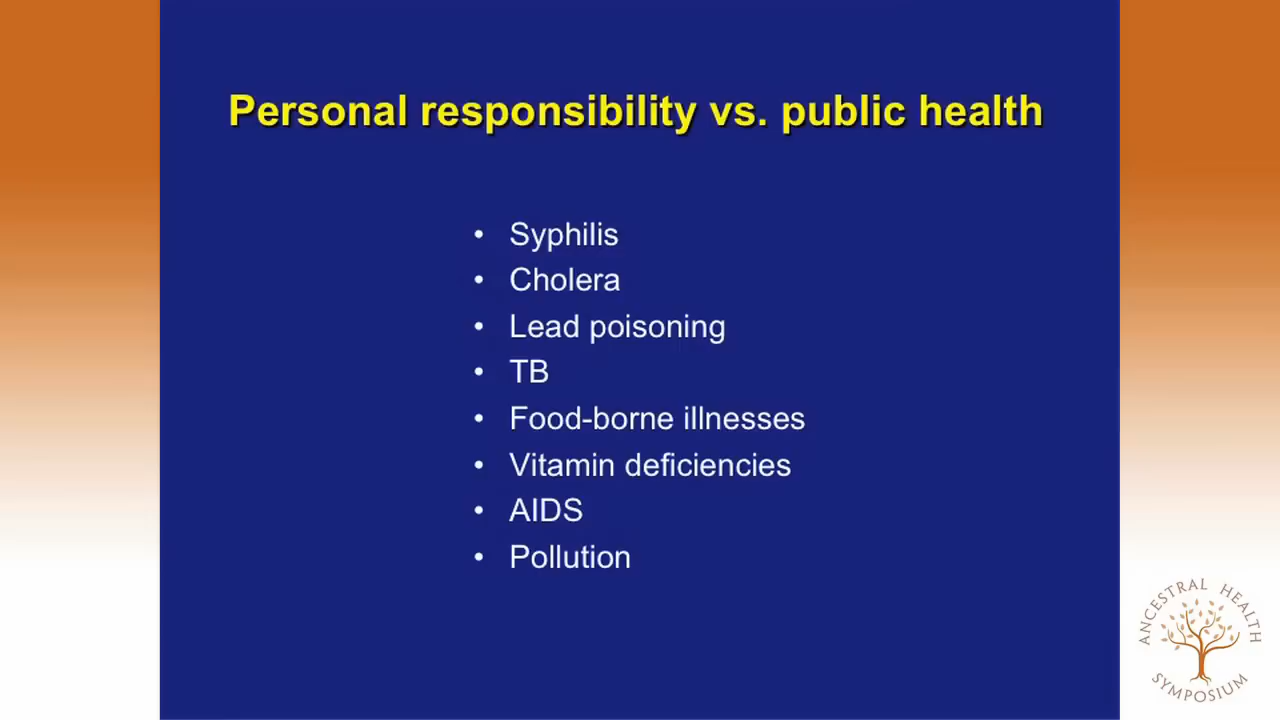 Personal responsibility vs. public health
• Syphilis
• Cholera
• Lead poisoning
• TB
• Food-borne illnesses
• Vitamin deficiencies
• AIDS
• Pollution
ANCESTRAL HEALTH
SYMPOSIUM